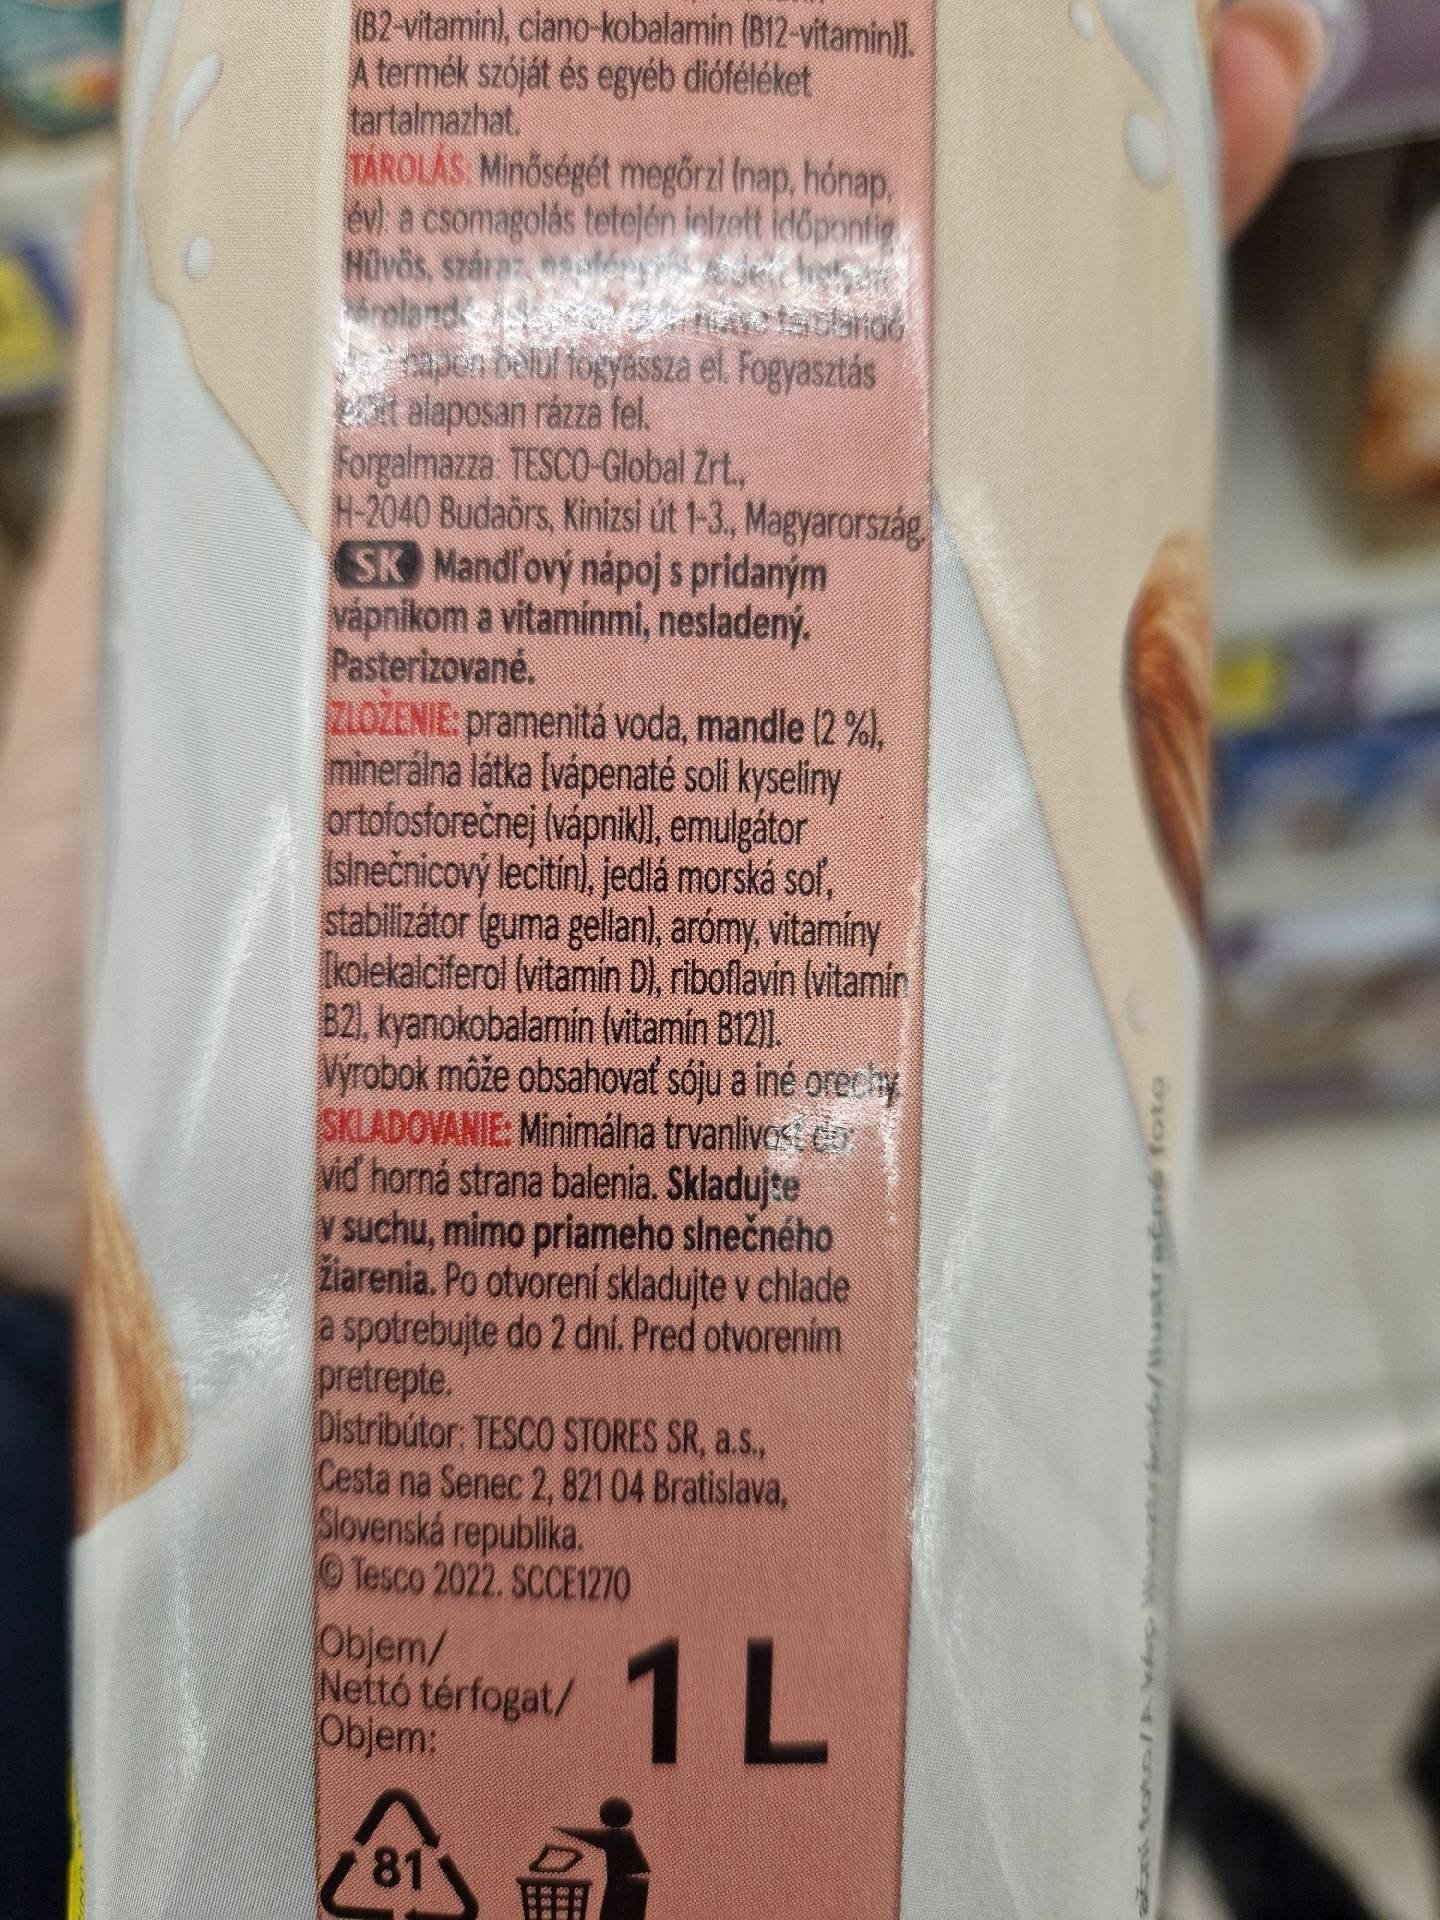 (B2-vitamin), ciano-kobalamin (B12-vitamin)].
A termék szóját és egyéb dióféléket
tartalmazhat.
TÁROLÁS: Minőségét megőrzi (nap, hónap,
év): a csomagolás tetején jelzett időpontig
Hűvös, száraz,
tárolandó
napon belül fogyassza el. Fogyasztás
előtt alaposan rázza fel.
Forgalmazza: TESCO-Global Zrt.,
H-2040 Budaörs, Kinizsi út 1-3., Magyarország.
SK Mandľový nápoj s pridaným
vápnikom a vitamínmi, nesladený.
Pasterizované.
ZLOŽENIE: pramenitá voda, mandle (2 %),
minerálna látka [vápenaté soli kyseliny
ortofosforečnej (vápnik)], emulgátor
(slnečnicový lecitín), jedlá morská soľ,
stabilizátor (guma gellan), arómy, vitamíny
[kolekalciferol (vitamín D), riboflavín (vitamín
B2), kyanokobalamín (vitamín B12)].
Výrobok môže obsahovať sóju a iné orechy.
SKLADOVANIE: Minimálna trvanlivosť do:
viď horná strana balenia. Skladujte
v suchu, mimo priameho slnečného
žiarenia. Po otvorení skladujte v chlade
a spotrebujte do 2 dní. Pred otvorením
pretrepte.
Distribútor: TESCO STORES SR, a.s.,
Cesta na Senec 2, 821 04 Bratislava,
Slovenská republika.
© Tesco 2022. SCCE1270
Objem/
Nettó térfogat/
Objem:
1 L
81
foto